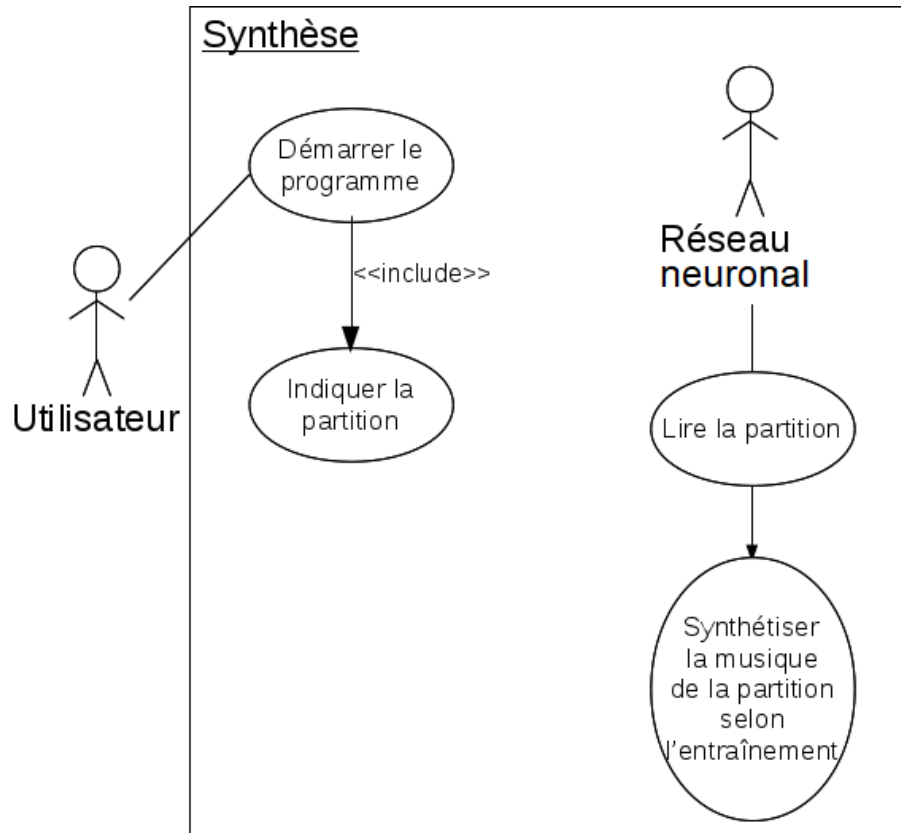 Synthèse
Démarrer le
programme
<<include>>
Indiquer la
partition
Utilisateur
Réseau
neuronal
Lire la partition
Synthétiser
la musique
de la partition
selon
l'entraînement